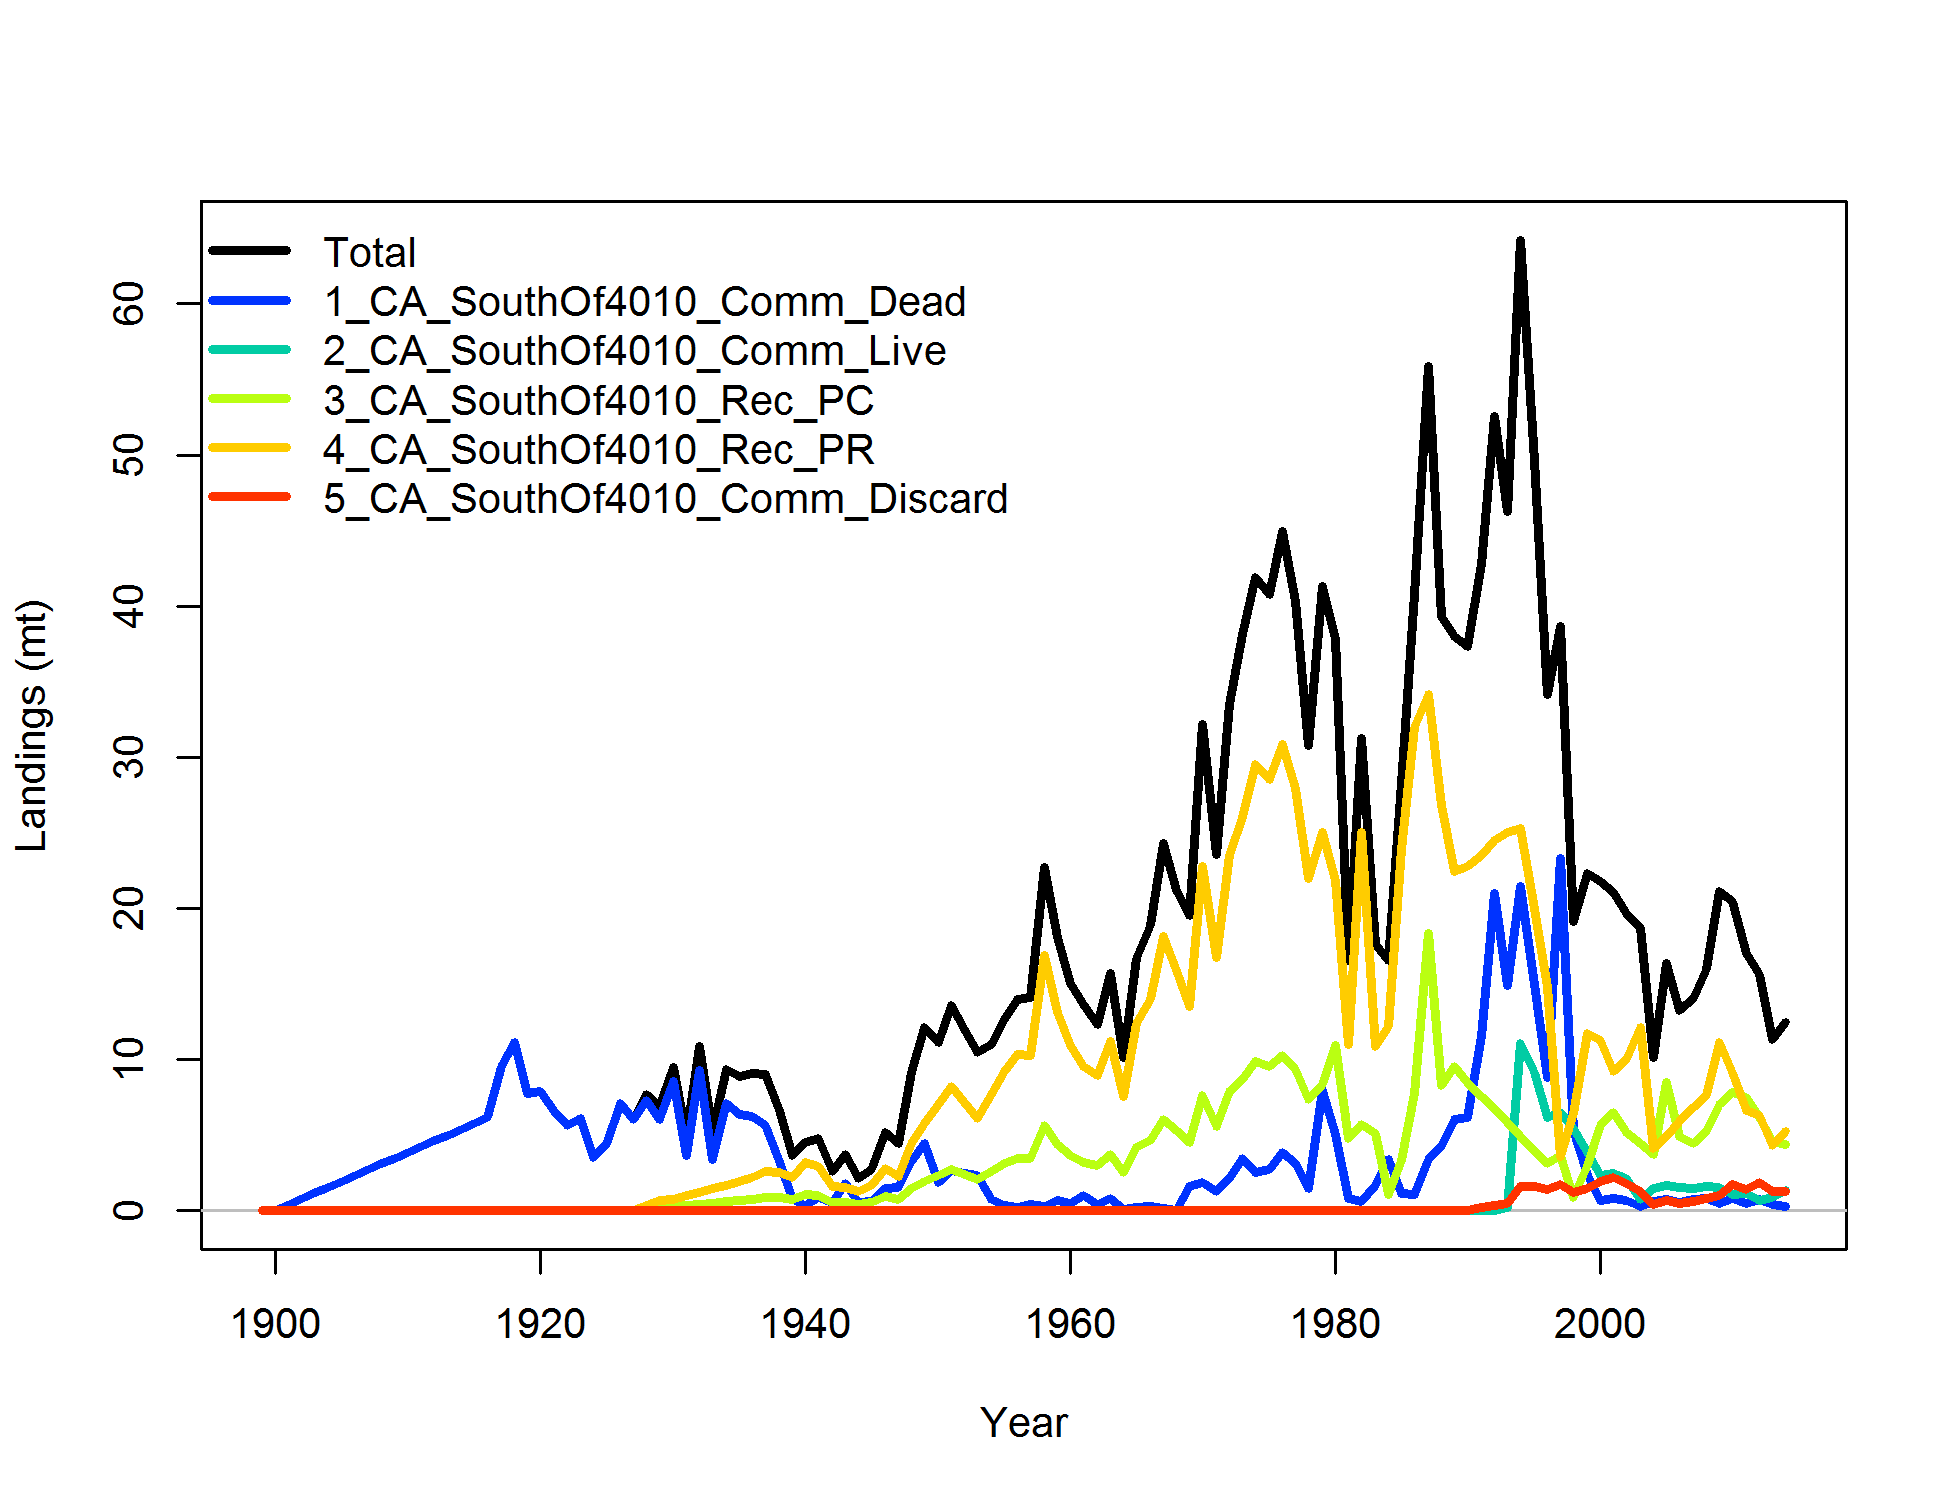 Total
1_CA_SouthOf4010_Comm_Dead
2_CA_SouthOf4010_Comm_Live
3_CA_SouthOf4010_Rec_PC
4_CA_SouthOf4010_Rec_PR
5_CA_SouthOf4010_Comm_Discard
60
50
40
30
20
10
0
Landings (mt)
1900 1920 1940 1960 1980 2000
Year